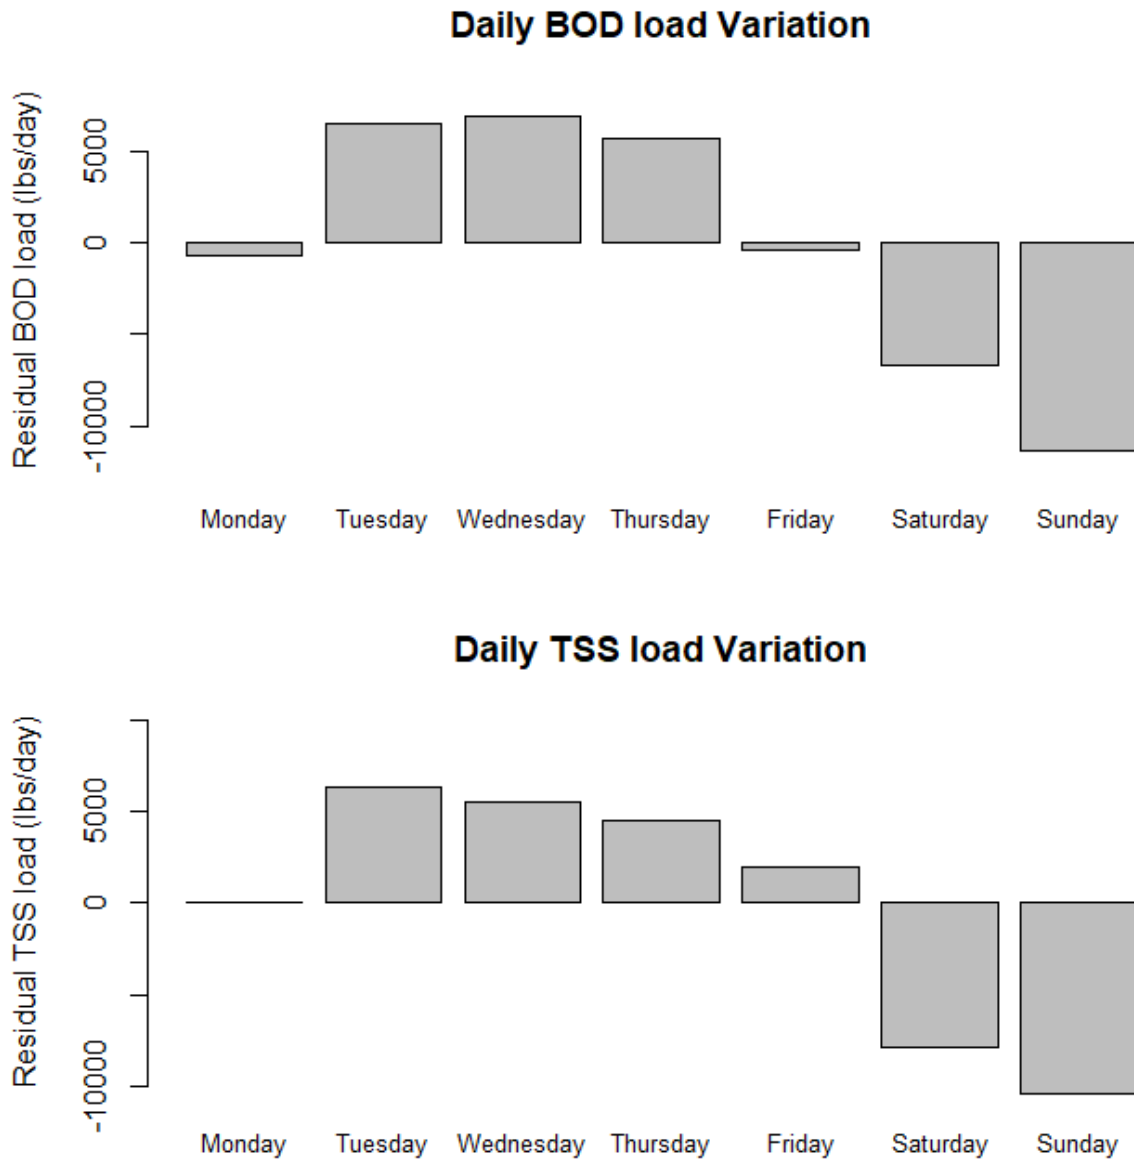 Daily BOD load Variation
Residual BOD load (lbs/day)
5000
0
-10000
Monday Tuesday Wednesday Thursday Friday Saturday Sunday
Daily TSS load Variation
Residual TSS load (lbs/day)
5000
0
-10000
Monday Tuesday Wednesday Thursday Friday Saturday Sunday